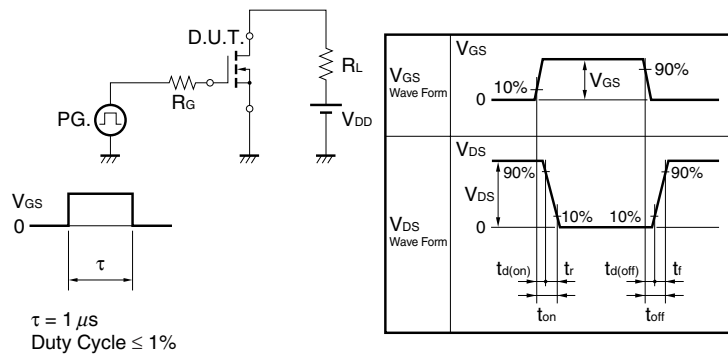 D.U.T.
RL
RG
PG.
VDD
VGS
0
τ
τ = 1 μs
Duty Cycle ≤ 1%
VGS
Wave Form
VGS
10%
VGS
90%
0
VDS
Wave Form
VDS
90%
VDS
90%
10%
10%
0
td(on)
tr
td(off)
tf
ton
toff